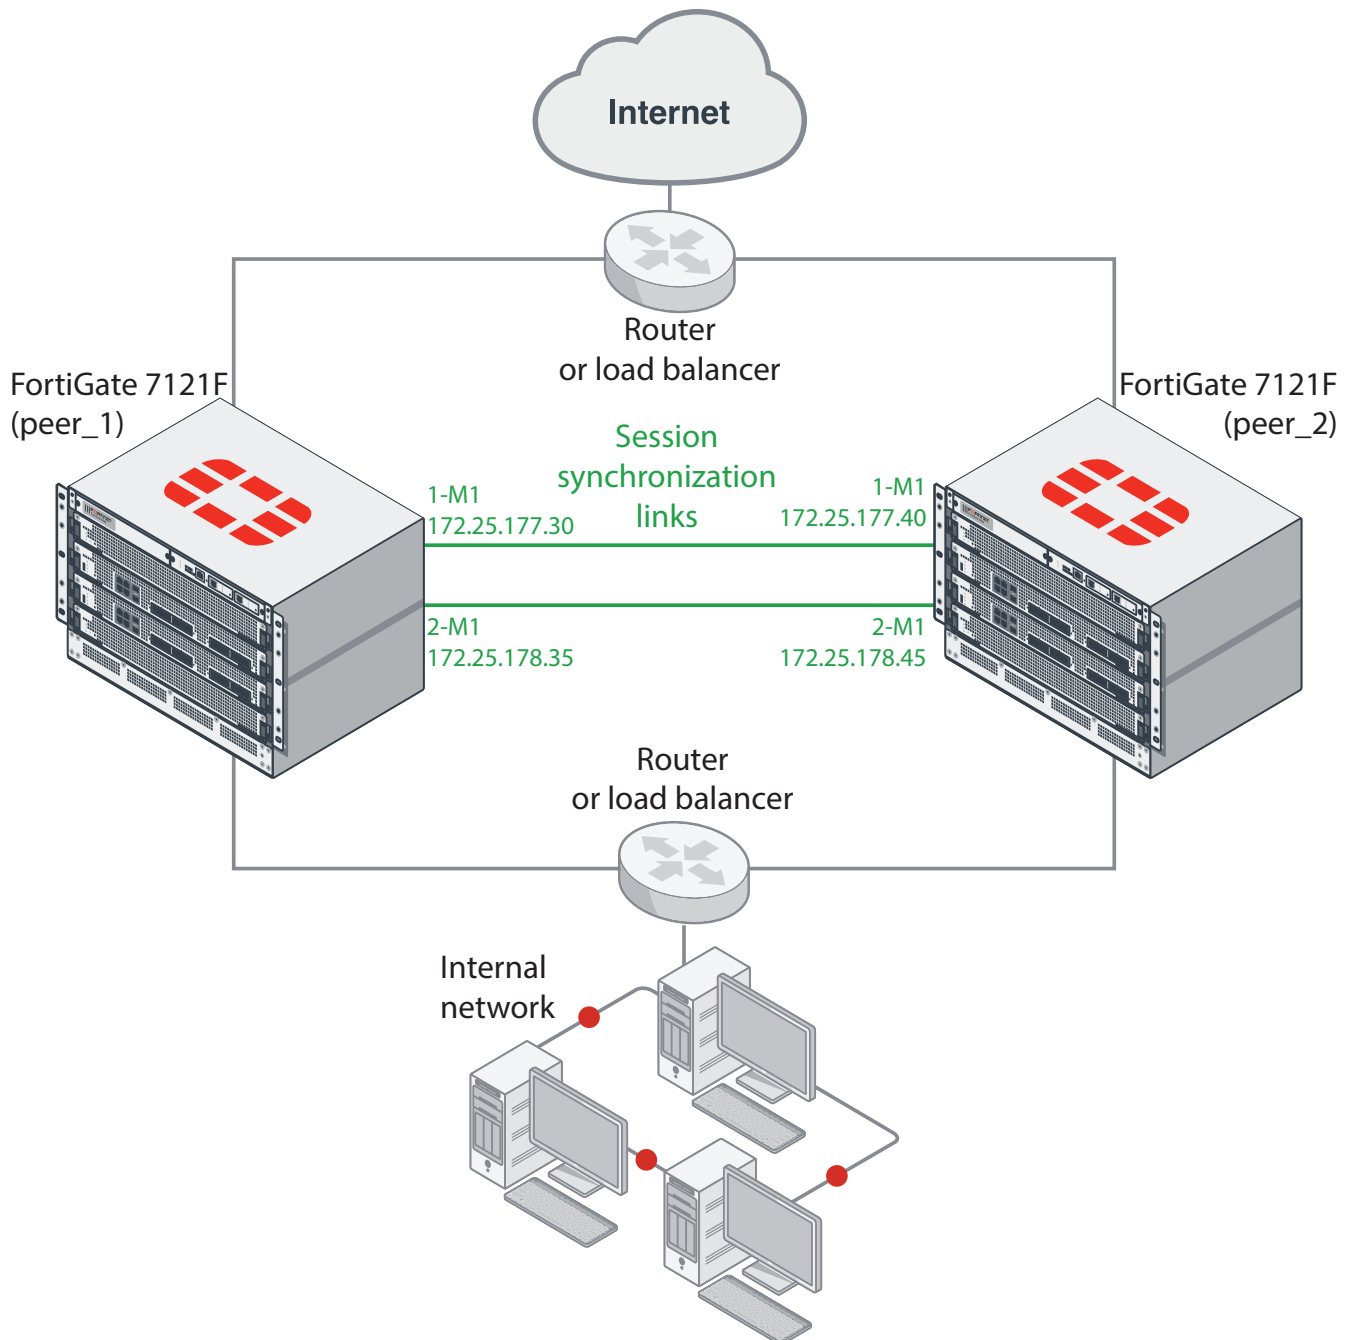 Internet
Router
or load balancer
FortiGate 7121F
(peer_1)
FortiGate 7121F
(peer_2)
Session
synchronization
links
1-M1
172.25.177.30
1-M1
172.25.177.40
2-M1
172.25.178.35
2-M1
172.25.178.45
Router
or load balancer
Internal
network